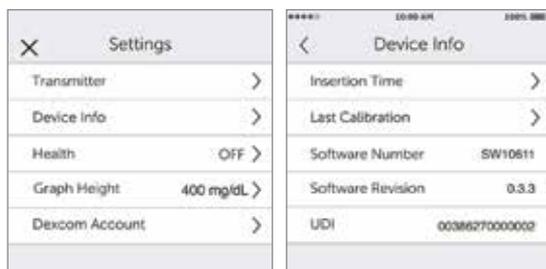 Settings
Transmitter
Device Info
Health OFF
Graph Height 400 mg/dL
Dexcom Account
10:00 AM 100%
Device Info
Insertion Time
Last Calibration
Software Number SW10611
Software Revision 0.3.3
UDI 00386270000002